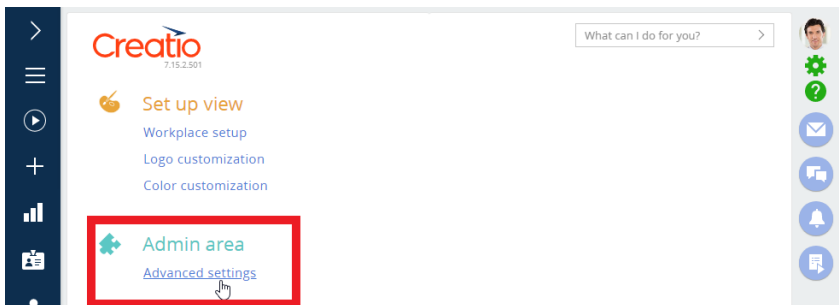 What can I do for you?
Creatio
7.15.2.501
Set up view
Workplace setup
Logo customization
Color customization
Admin area
Advanced settings